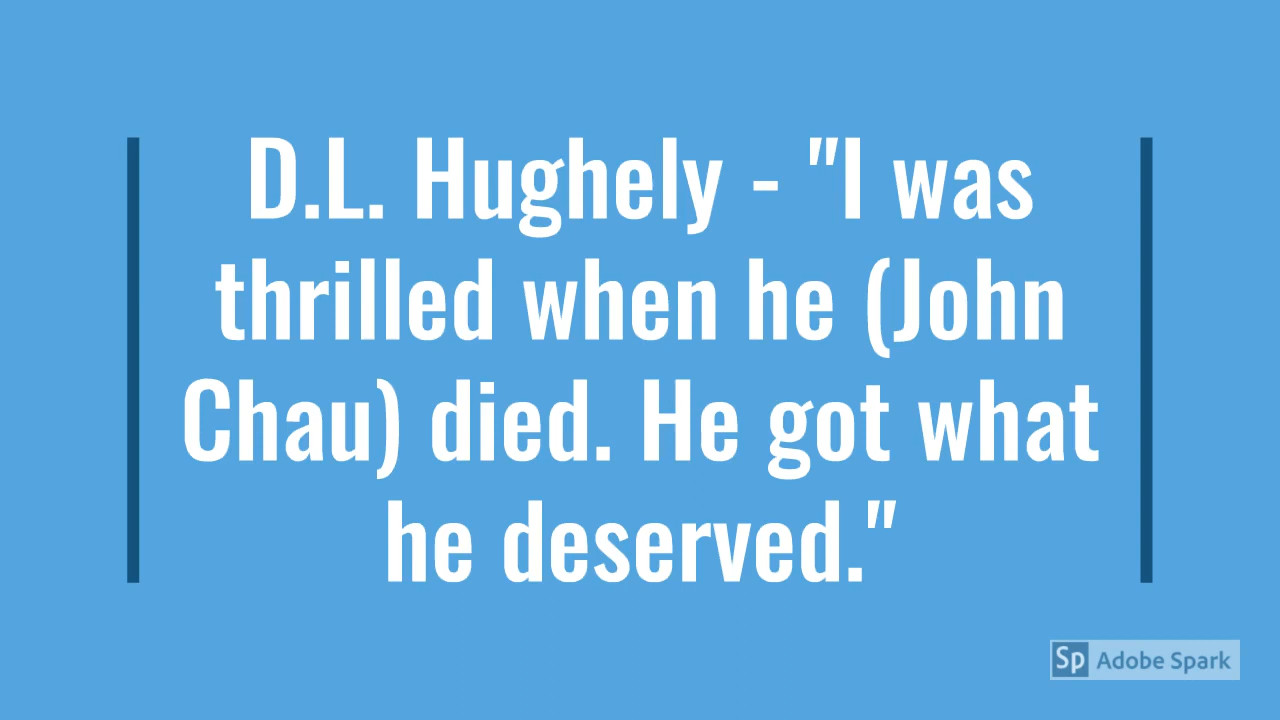 D.L. Hughely - "I was
thrilled when he (John
Chau) died. He got what
he deserved."
Sp Adobe Spark